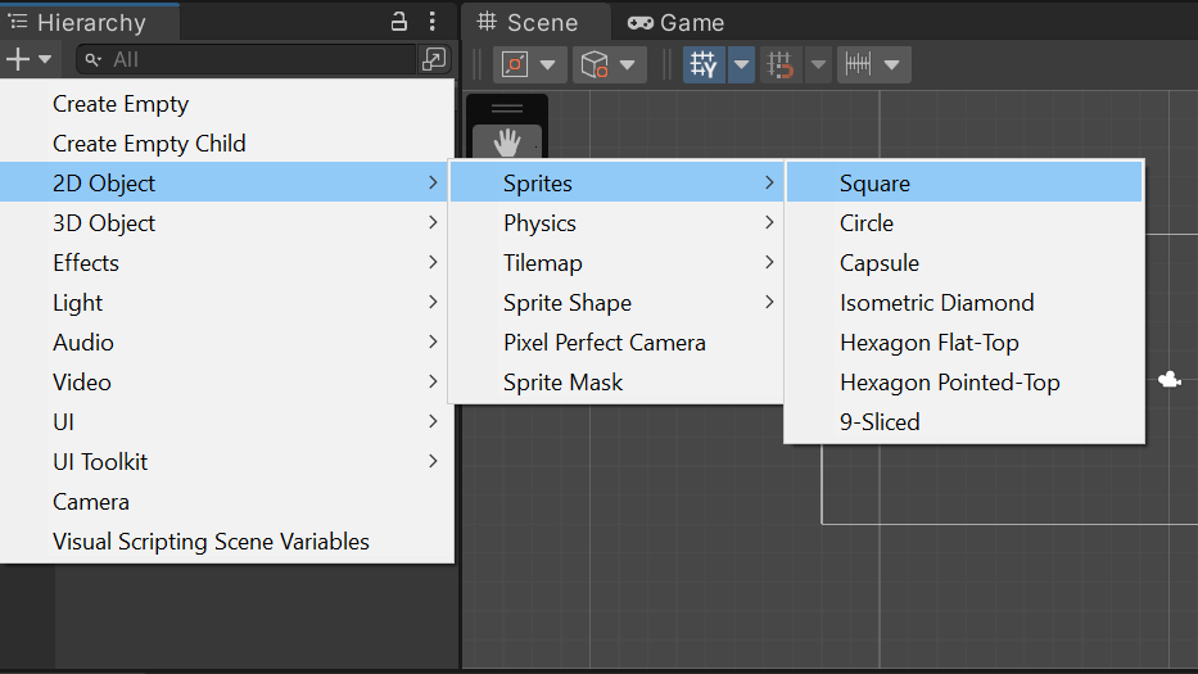 Hierarchy
Scene
Game
All
Create Empty
Create Empty Child
2D Object
3D Object
Effects
Light
Audio
Video
UI
UI Toolkit
Camera
Visual Scripting Scene Variables
Sprites
Physics
Tilemap
Sprite Shape
Pixel Perfect Camera
Sprite Mask
Square
Circle
Capsule
Isometric Diamond
Hexagon Flat-Top
Hexagon Pointed-Top
9-Sliced